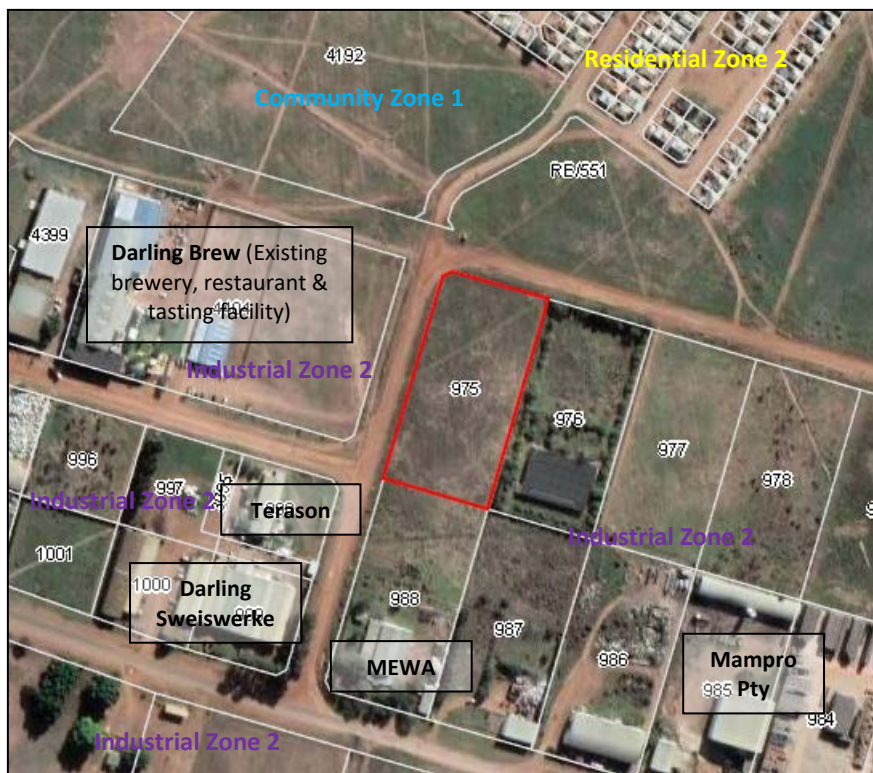 4192
Residential Zone 2
Community Zone 1
RE/551
4399
Darling Brew (Existing
brewery, restaurant &
tasting facility)
Industrial Zone 2
975
976
977
978
996
997
Industrial Zone 2
Terason
Industrial Zone 2
1001
1000
Darling
Sweiswerke
988
987
986
MEWA
Mampro
Pty
985
984
Industrial Zone 2